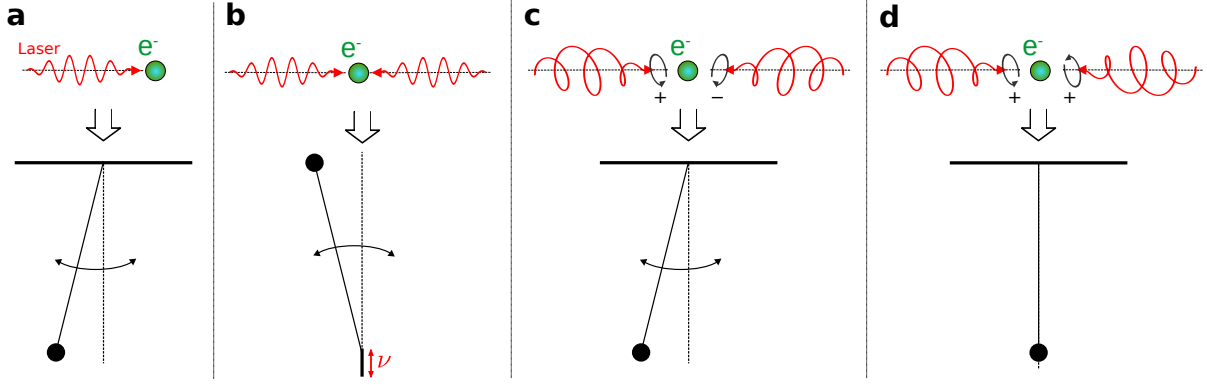 a
Laser
e-
b
e-
ν
c
e-
+
−
d
e-
+
+